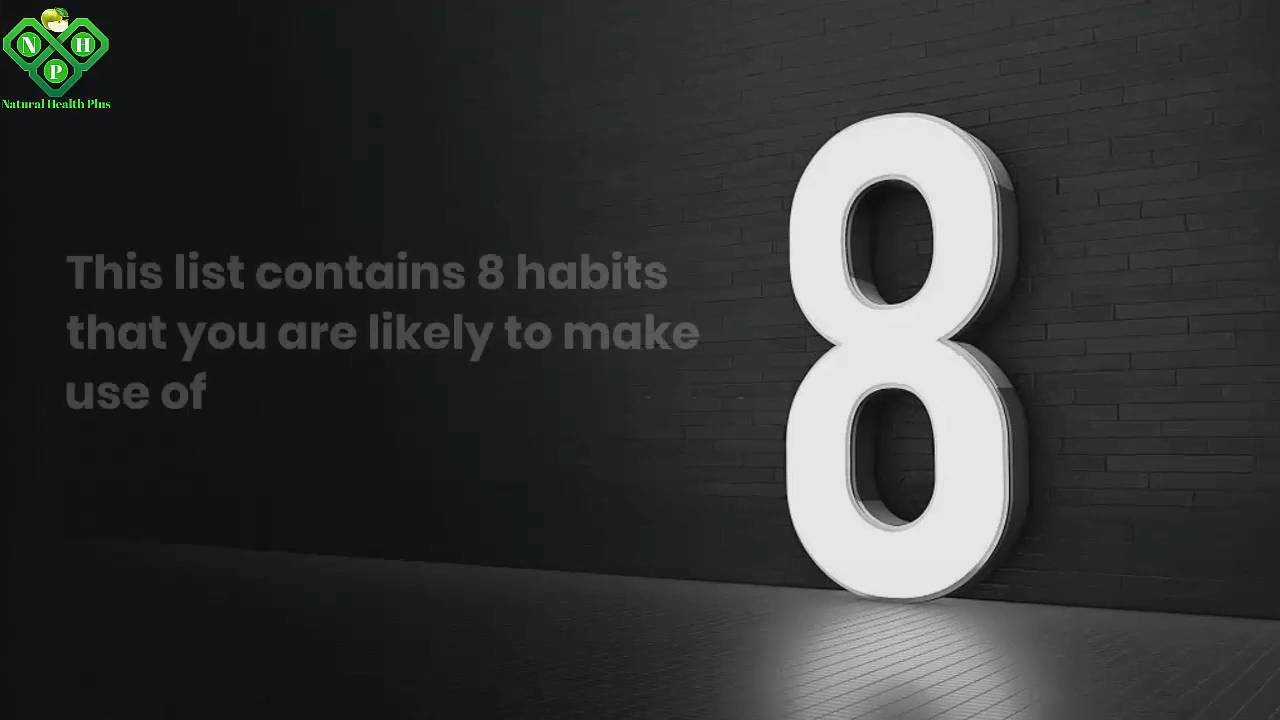 N H
P
Natural Health Plus
This list contains 8 habits
that you are likely to make
use of
8